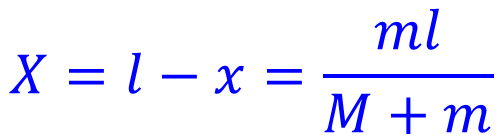 X = l − x = ml / (M + m)